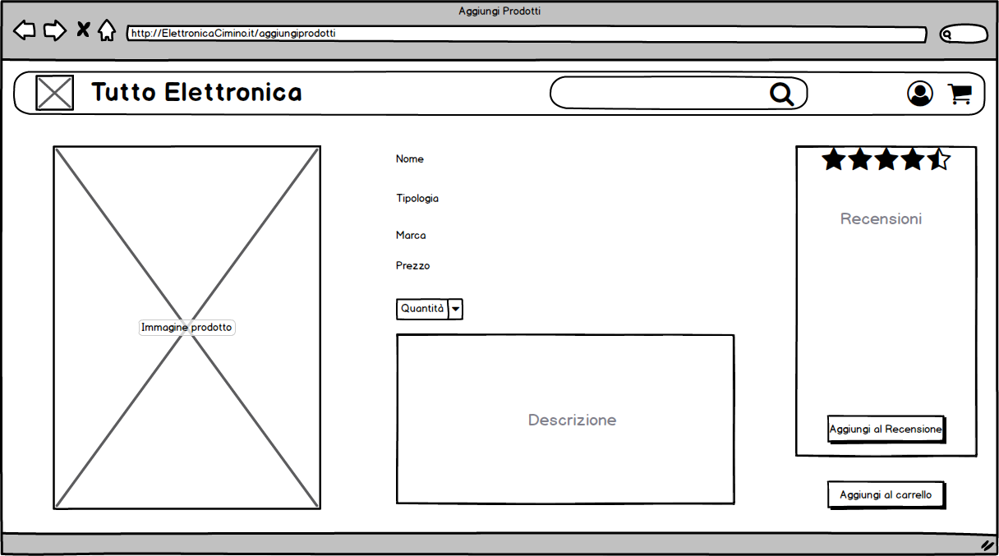 Aggiungi Prodotti
http://ElettronicaCimino.it/aggiungiprodotti
Tutto Elettronica
Nome
Tipologia
Marca
Prezzo
Quantità
Immagine prodotto
Descrizione
Recensioni
Aggiungi al Recensione
Aggiungi al carrello